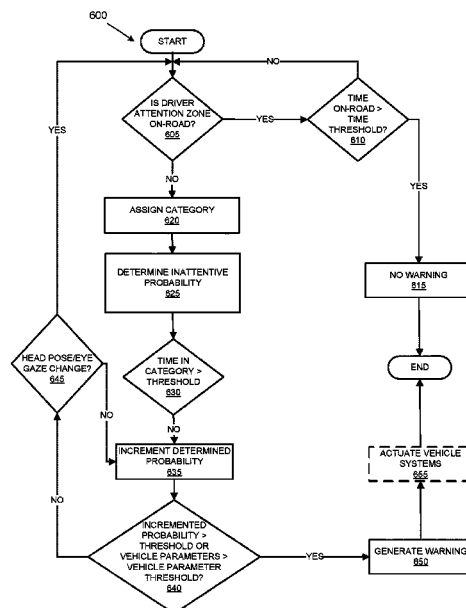 600
START
NO
IS DRIVER
ATTENTION ZONE
ON-ROAD?
605
YES
TIME
ON-ROAD >
TIME
THRESHOLD?
610
YES
YES
NO
ASSIGN CATEGORY
620
DETERMINE INATTENTIVE
PROBABILITY
625
NO WARNING
615
END
HEAD POSE/EYE
GAZE CHANGE?
645
TIME IN
CATEGORY >
THRESHOLD
630
NO
NO
INCREMENT DETERMINED
PROBABILITY
635
ACTUATE VEHICLE
SYSTEMS
655
NO
INCREMENTED
PROBABILITY >
THRESHOLD OR
VEHICLE PARAMETERS >
VEHICLE PARAMETER
THRESHOLD?
640
YES
GENERATE WARNING
650